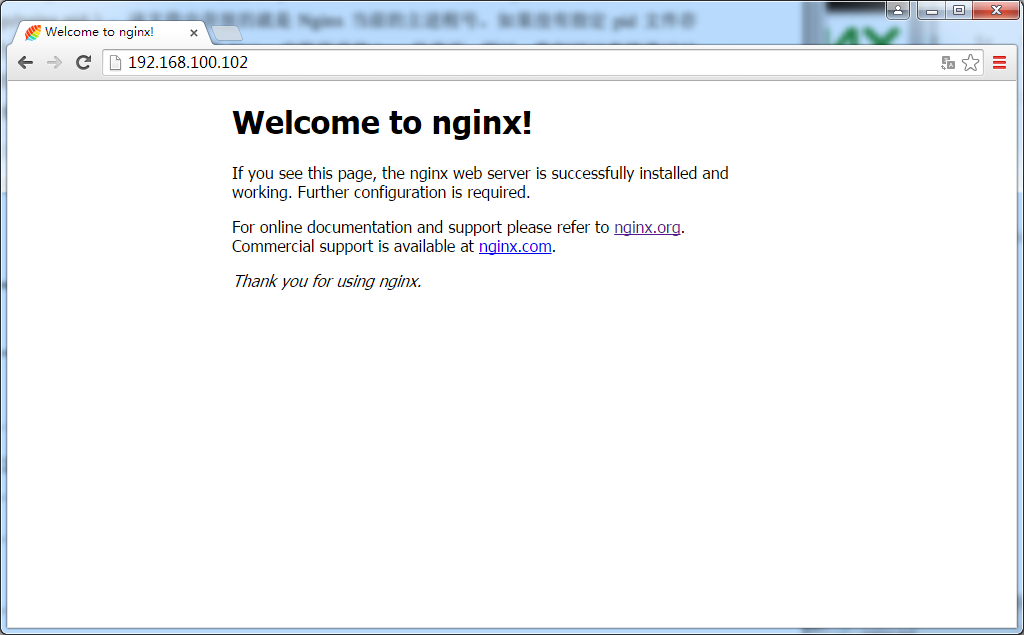 Welcome to nginx!
192.168.100.102
Welcome to nginx!
If you see this page, the nginx web server is successfully installed and
working. Further configuration is required.
For online documentation and support please refer to nginx.org.
Commercial support is available at nginx.com.
Thank you for using nginx.